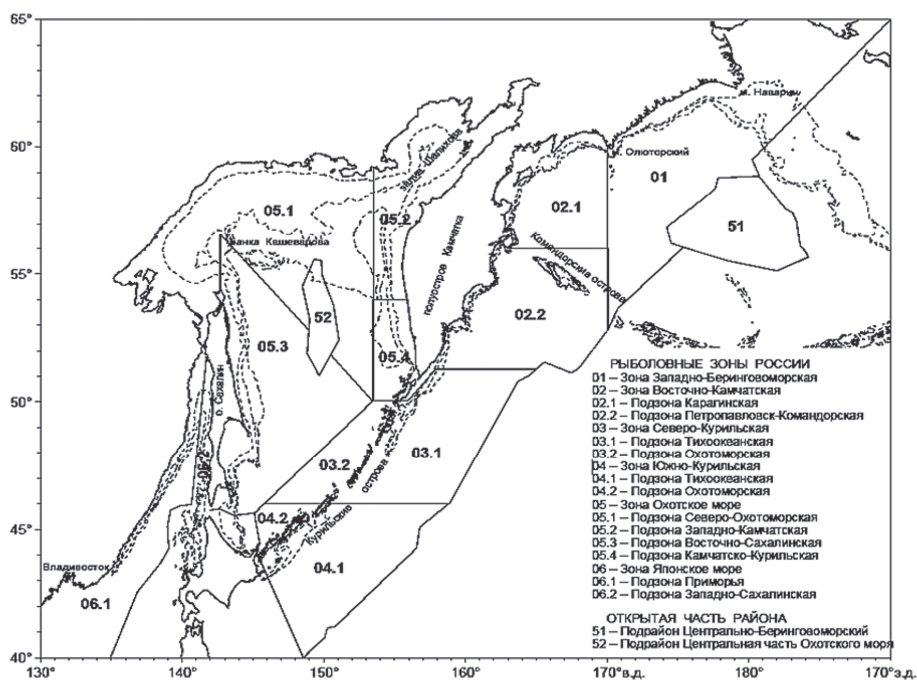 65°
60°
55°
50°
45°
40°
130°
140°
150°
160°
170°в.д.
180°
170°з.д.
м. Наварин
м. Олюторский
залив Шелихова
01
51
02.1
02.2
05.1
05.2
банка Кашеварова
полуостров Камчатка
Командорские острова
52
05.3
05.4
о. Сахалин
06.2
03.2
03.1
Курильские острова
04.2
04.1
Владивосток
06.1
РЫБОЛОВНЫЕ ЗОНЫ РОССИИ
01 – Зона Западно-Беринговоморская
02 – Зона Восточно-Камчатская
02.1 – Подзона Карагинская
02.2 – Подзона Петропавловск-Командорская
03 – Зона Северо-Курильская
03.1 – Подзона Тихоокеанская
03.2 – Подзона Охотоморская
04 – Зона Южно-Курильская
04.1 – Подзона Тихоокеанская
04.2 – Подзона Охотоморская
05 – Зона Охотское море
05.1 – Подзона Северо-Охотоморская
05.2 – Подзона Западно-Камчатская
05.3 – Подзона Восточно-Сахалинская
05.4 – Подзона Камчатско-Курильская
06 – Зона Японское море
06.1 – Подзона Приморья
06.2 – Подзона Западно-Сахалинская
ОТКРЫТАЯ ЧАСТЬ РАЙОНА
51 – Подрайон Центрально-Беринговоморский
52 – Подрайон Центральная часть Охотского моря